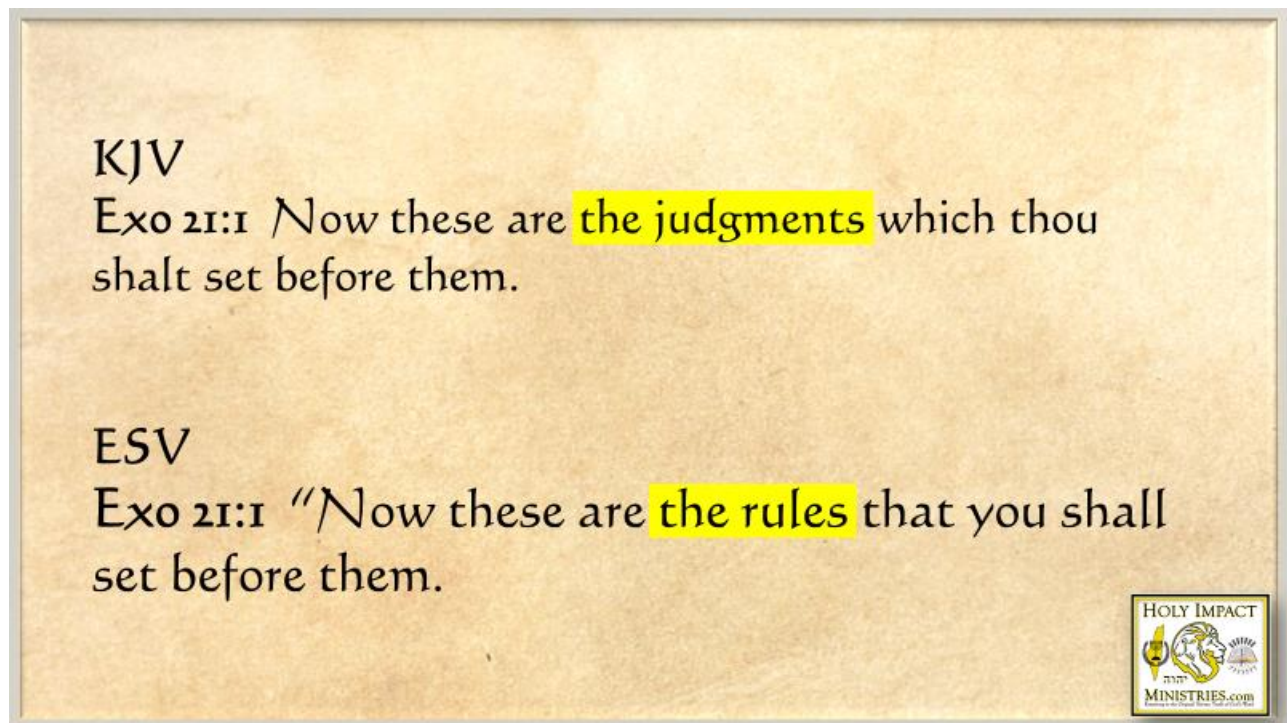 KJV
Exo 21:1 Now these are the judgments which thou
shalt set before them.
ESV
Exo 21:1 “Now these are the rules that you shall
set before them.
HOLY IMPACT
יהוה
MINISTRIES.com